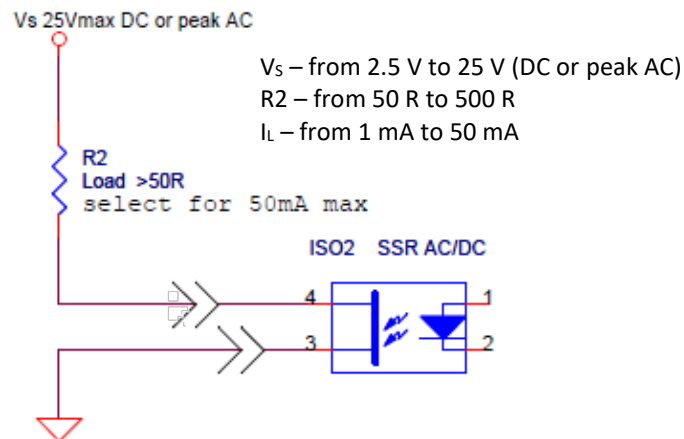 Vs 25Vmax DC or peak AC
VS – from 2.5 V to 25 V (DC or peak AC)
R2 – from 50 R to 500 R
IL – from 1 mA to 50 mA
R2
Load >50R
select for 50mA max
ISO2 SSR AC/DC
4 1
3 2